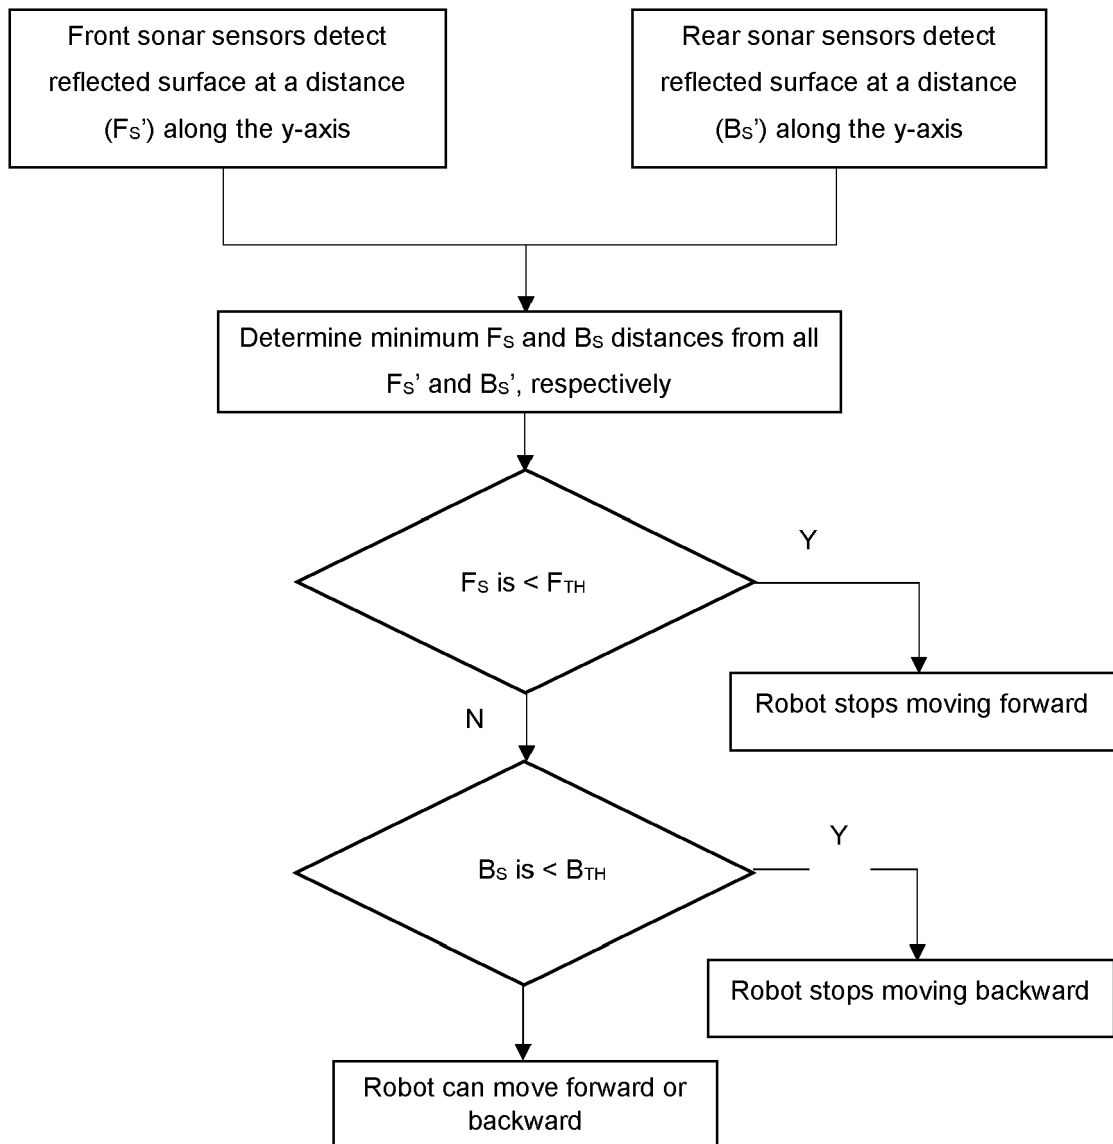 Front sonar sensors detect
reflected surface at a distance
(FS’) along the y-axis
Rear sonar sensors detect
reflected surface at a distance
(BS’) along the y-axis
Determine minimum FS and BS distances from all
FS’ and BS’, respectively
FS is < FTH
Y
Robot stops moving forward
N
BS is < BTH
Y
Robot stops moving backward
Robot can move forward or
backward